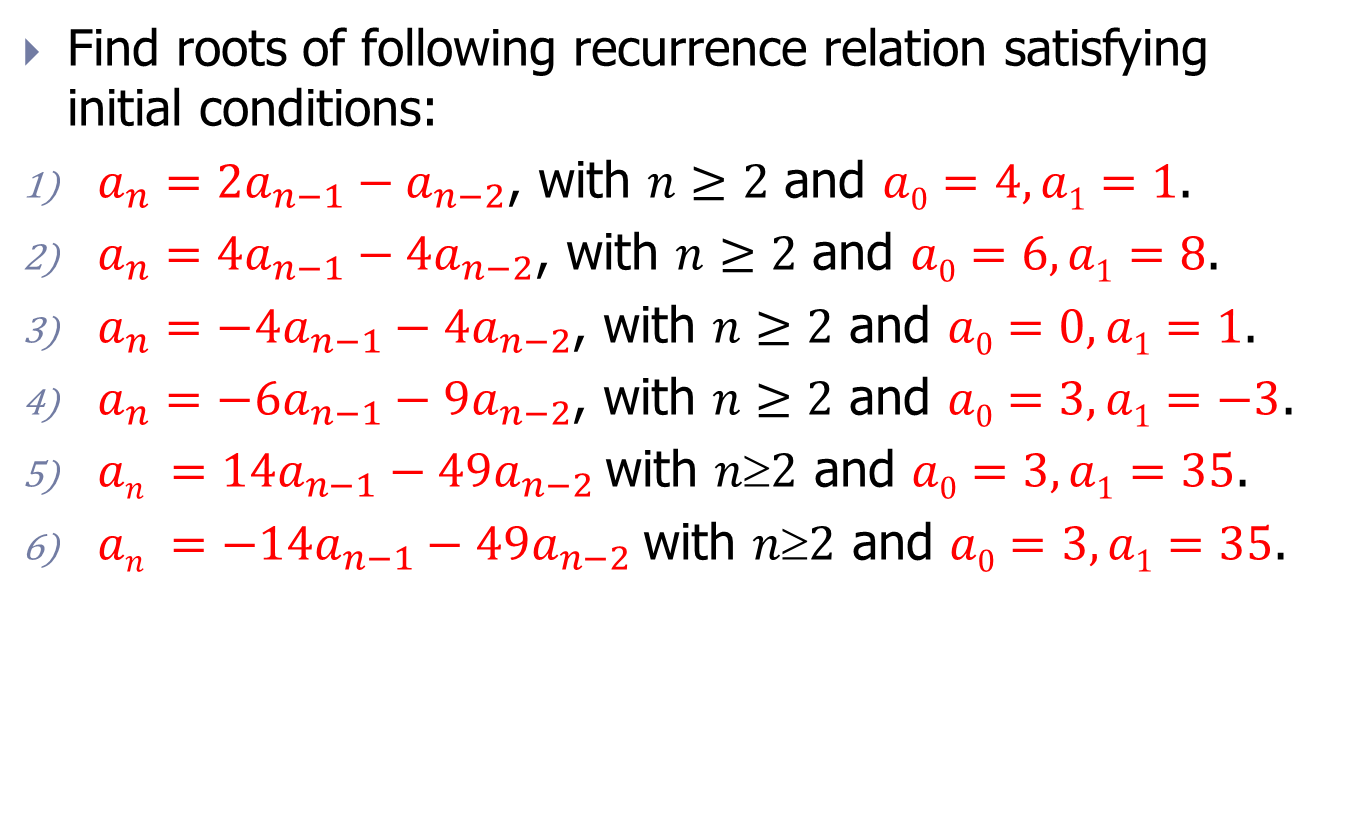 Find roots of following recurrence relation satisfying
initial conditions:
1) aₙ = 2aₙ₋₁ − aₙ₋₂, with n ≥ 2 and a₀ = 4, a₁ = 1.
2) aₙ = 4aₙ₋₁ − 4aₙ₋₂, with n ≥ 2 and a₀ = 6, a₁ = 8.
3) aₙ = −4aₙ₋₁ − 4aₙ₋₂, with n ≥ 2 and a₀ = 0, a₁ = 1.
4) aₙ = −6aₙ₋₁ − 9aₙ₋₂, with n ≥ 2 and a₀ = 3, a₁ = −3.
5) aₙ = 14aₙ₋₁ − 49aₙ₋₂ with n≥2 and a₀ = 3, a₁ = 35.
6) aₙ = −14aₙ₋₁ − 49aₙ₋₂ with n≥2 and a₀ = 3, a₁ = 35.